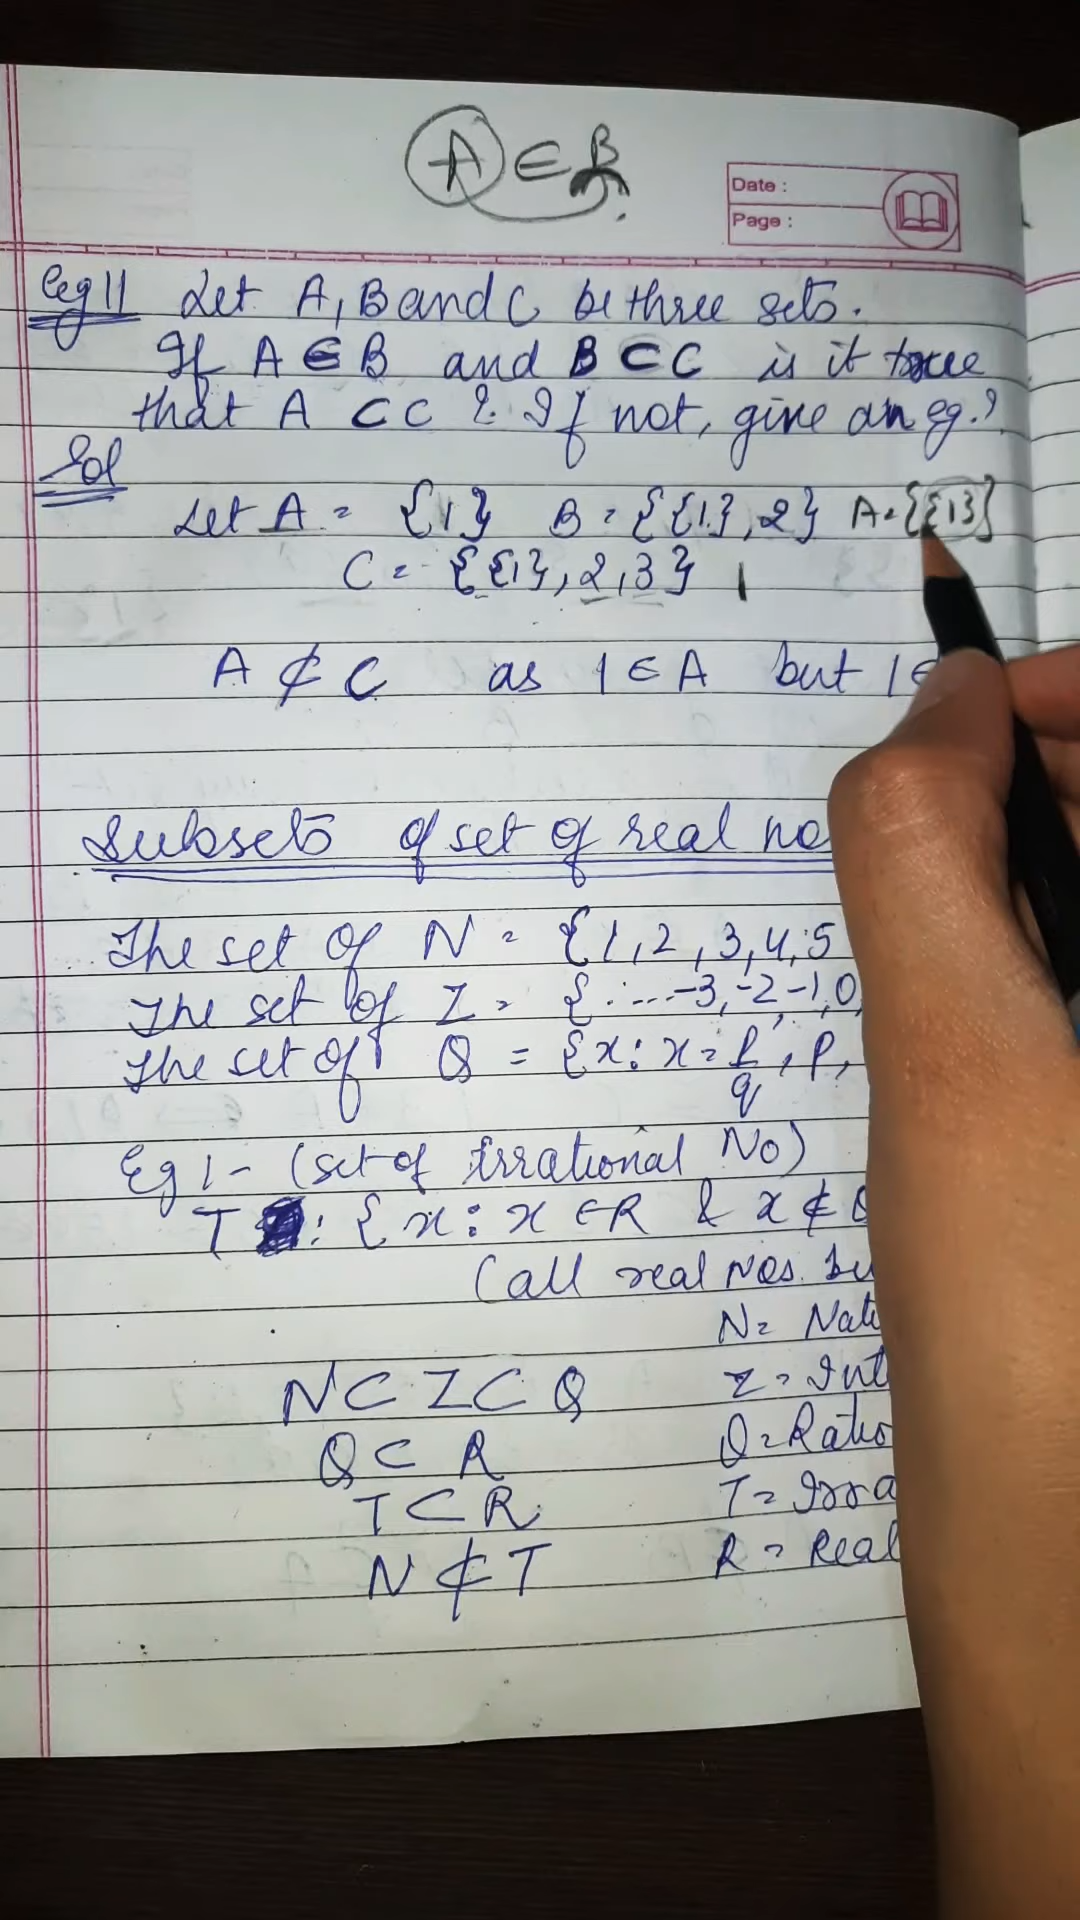 A ∈ B
Date :
Page :
Eg 11 Let A, B and C be three sets.
If A ∈ B and B ⊂ C is it true
that A ⊂ C ? If not, give an eg.?
Sol
Let A = {1} B = {{1}, 2} A = {{1}}
C = {{1}, 2, 3}
A ⊄ C as 1 ∈ A but 1 ∈
Subsets of set of real no
The set of N = {1, 2, 3, 4, 5
The set of Z = {....-3, -2 -1, 0,
The set of Q = {x : x = p/q, p,
Eg 1 - (set of Irrational No)
T : {x : x ∈ R & x ∉ Q
(all real Nos. bu
N = Natu
N ⊂ Z ⊂ Q Z = Int
Q ⊂ R Q = Ratio
T ⊂ R T = Irra
N ⊄ T R = Real